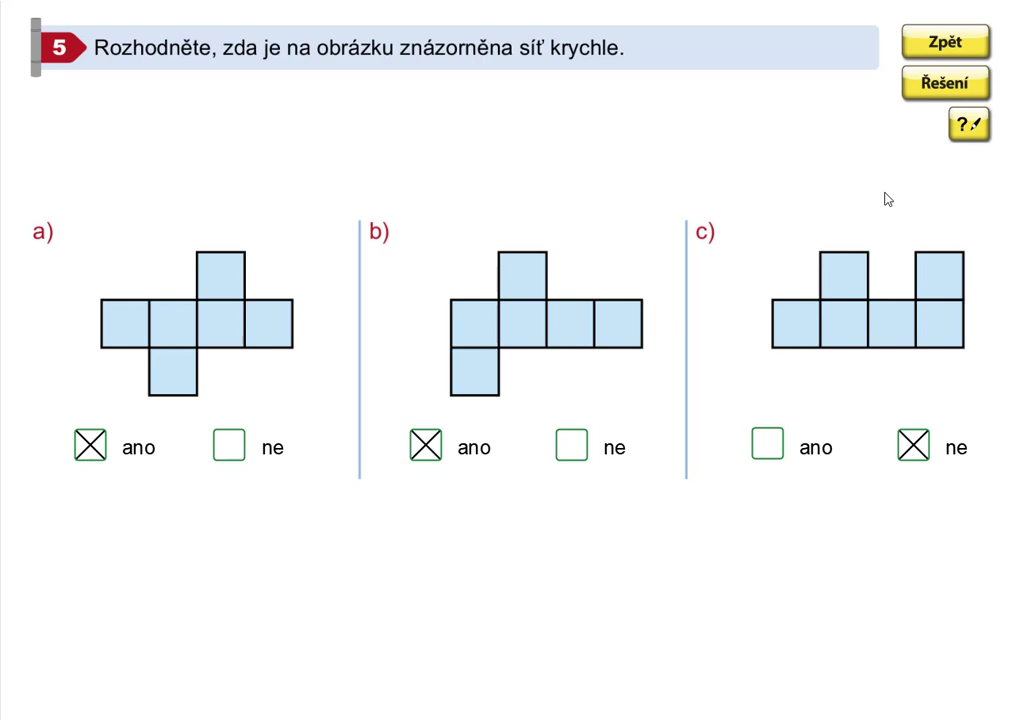 5 Rozhodněte, zda je na obrázku znázorněna síť krychle.
Zpět
Řešení
?
a) b) c)
ano ne ano ne ano ne